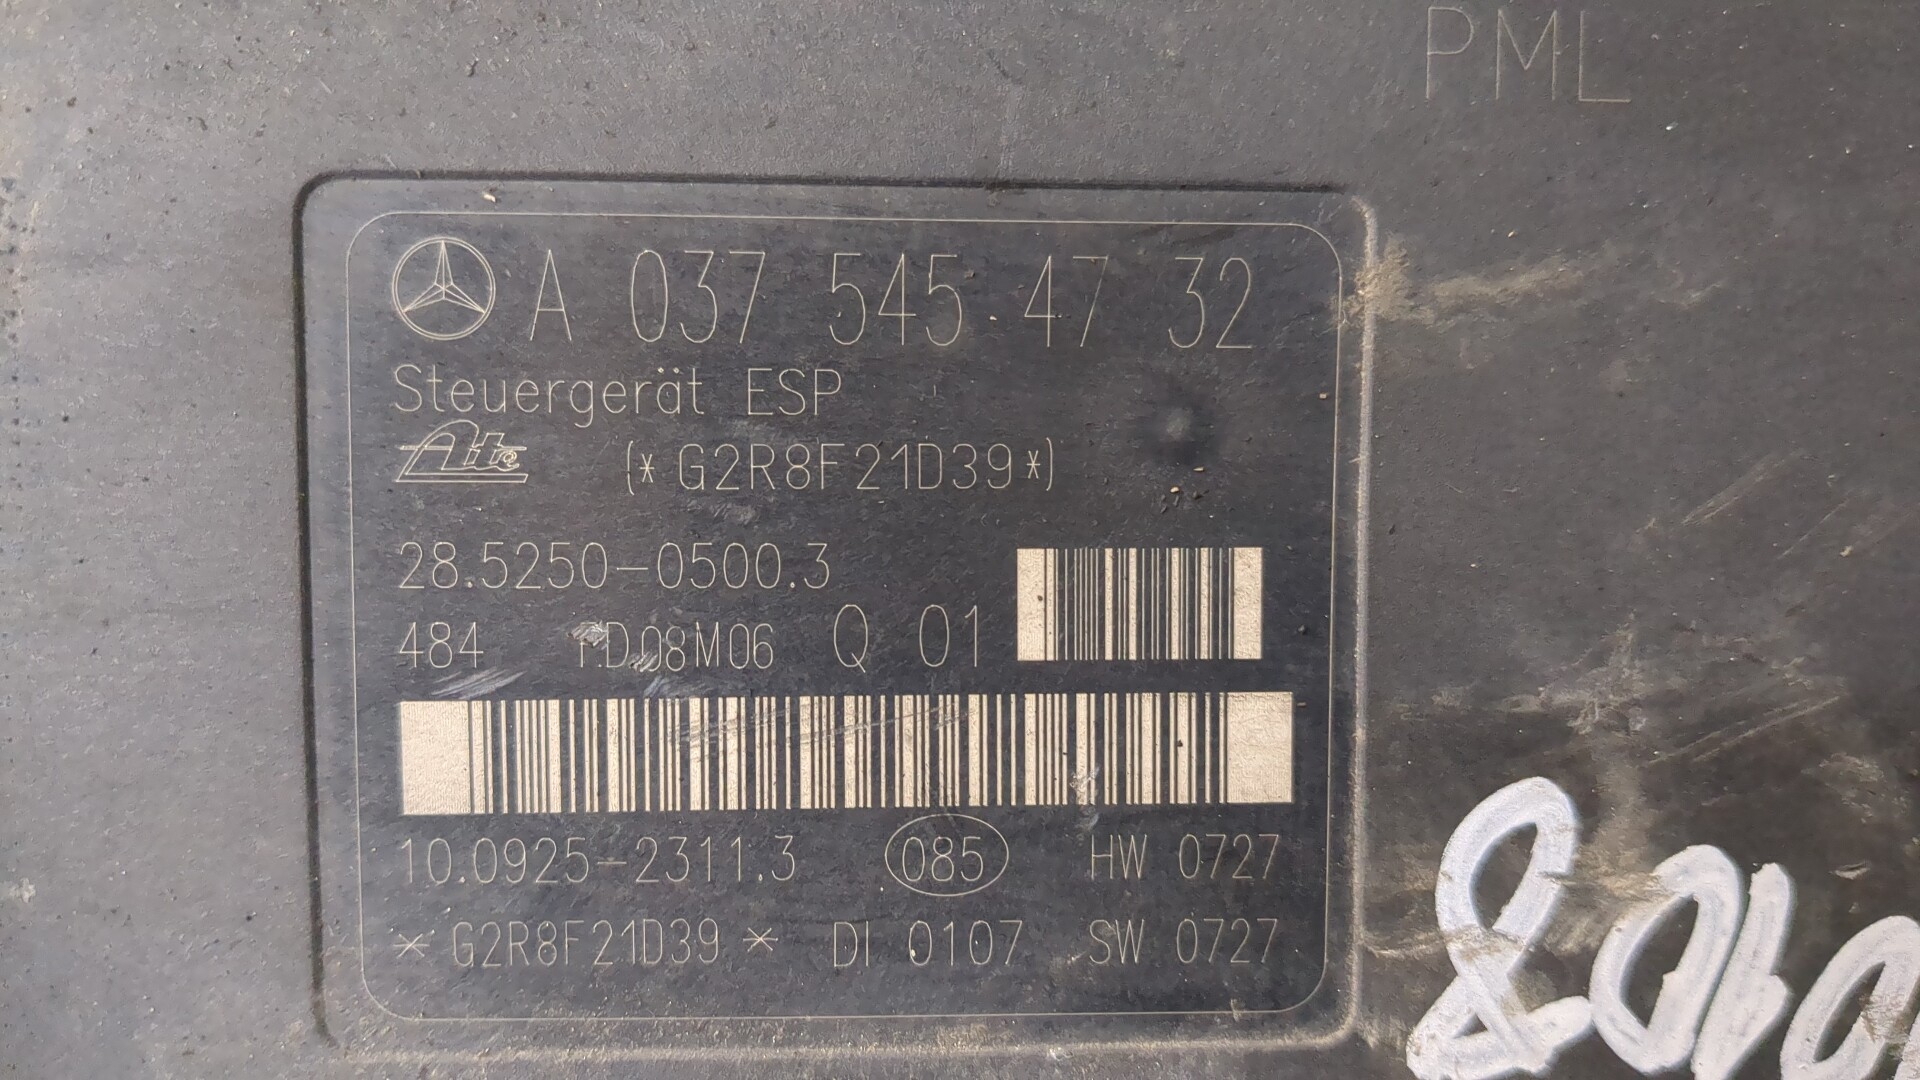 PML
A 037 545 47 32
Steuergerät ESP
Ate (*G2R8F21D39*)
28.5250-0500.3
484 T.D.08M06 Q 01
10.0925-2311.3 085 HW 0727
*G2R8F21D39* DI 0107 SW 0727